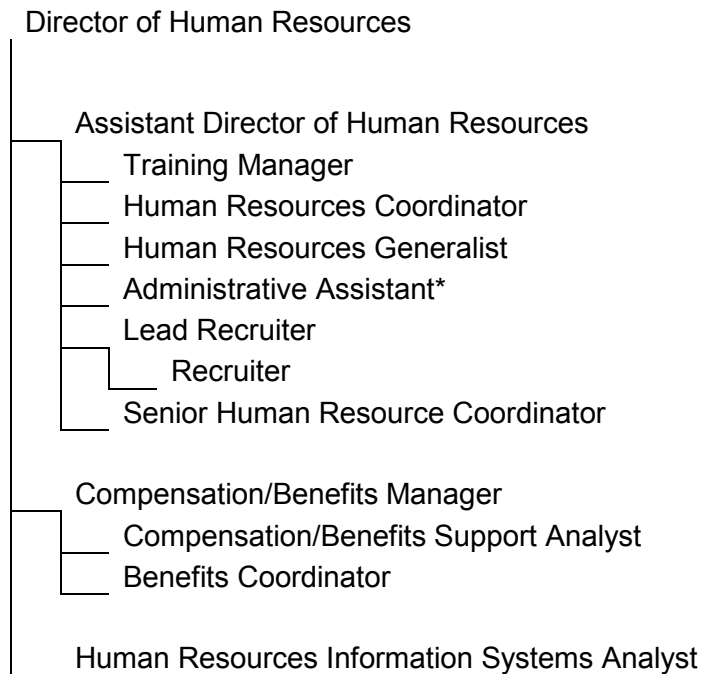 Director of Human Resources
Assistant Director of Human Resources
Training Manager
Human Resources Coordinator
Human Resources Generalist
Administrative Assistant*
Lead Recruiter
Recruiter
Senior Human Resource Coordinator
Compensation/Benefits Manager
Compensation/Benefits Support Analyst
Benefits Coordinator
Human Resources Information Systems Analyst